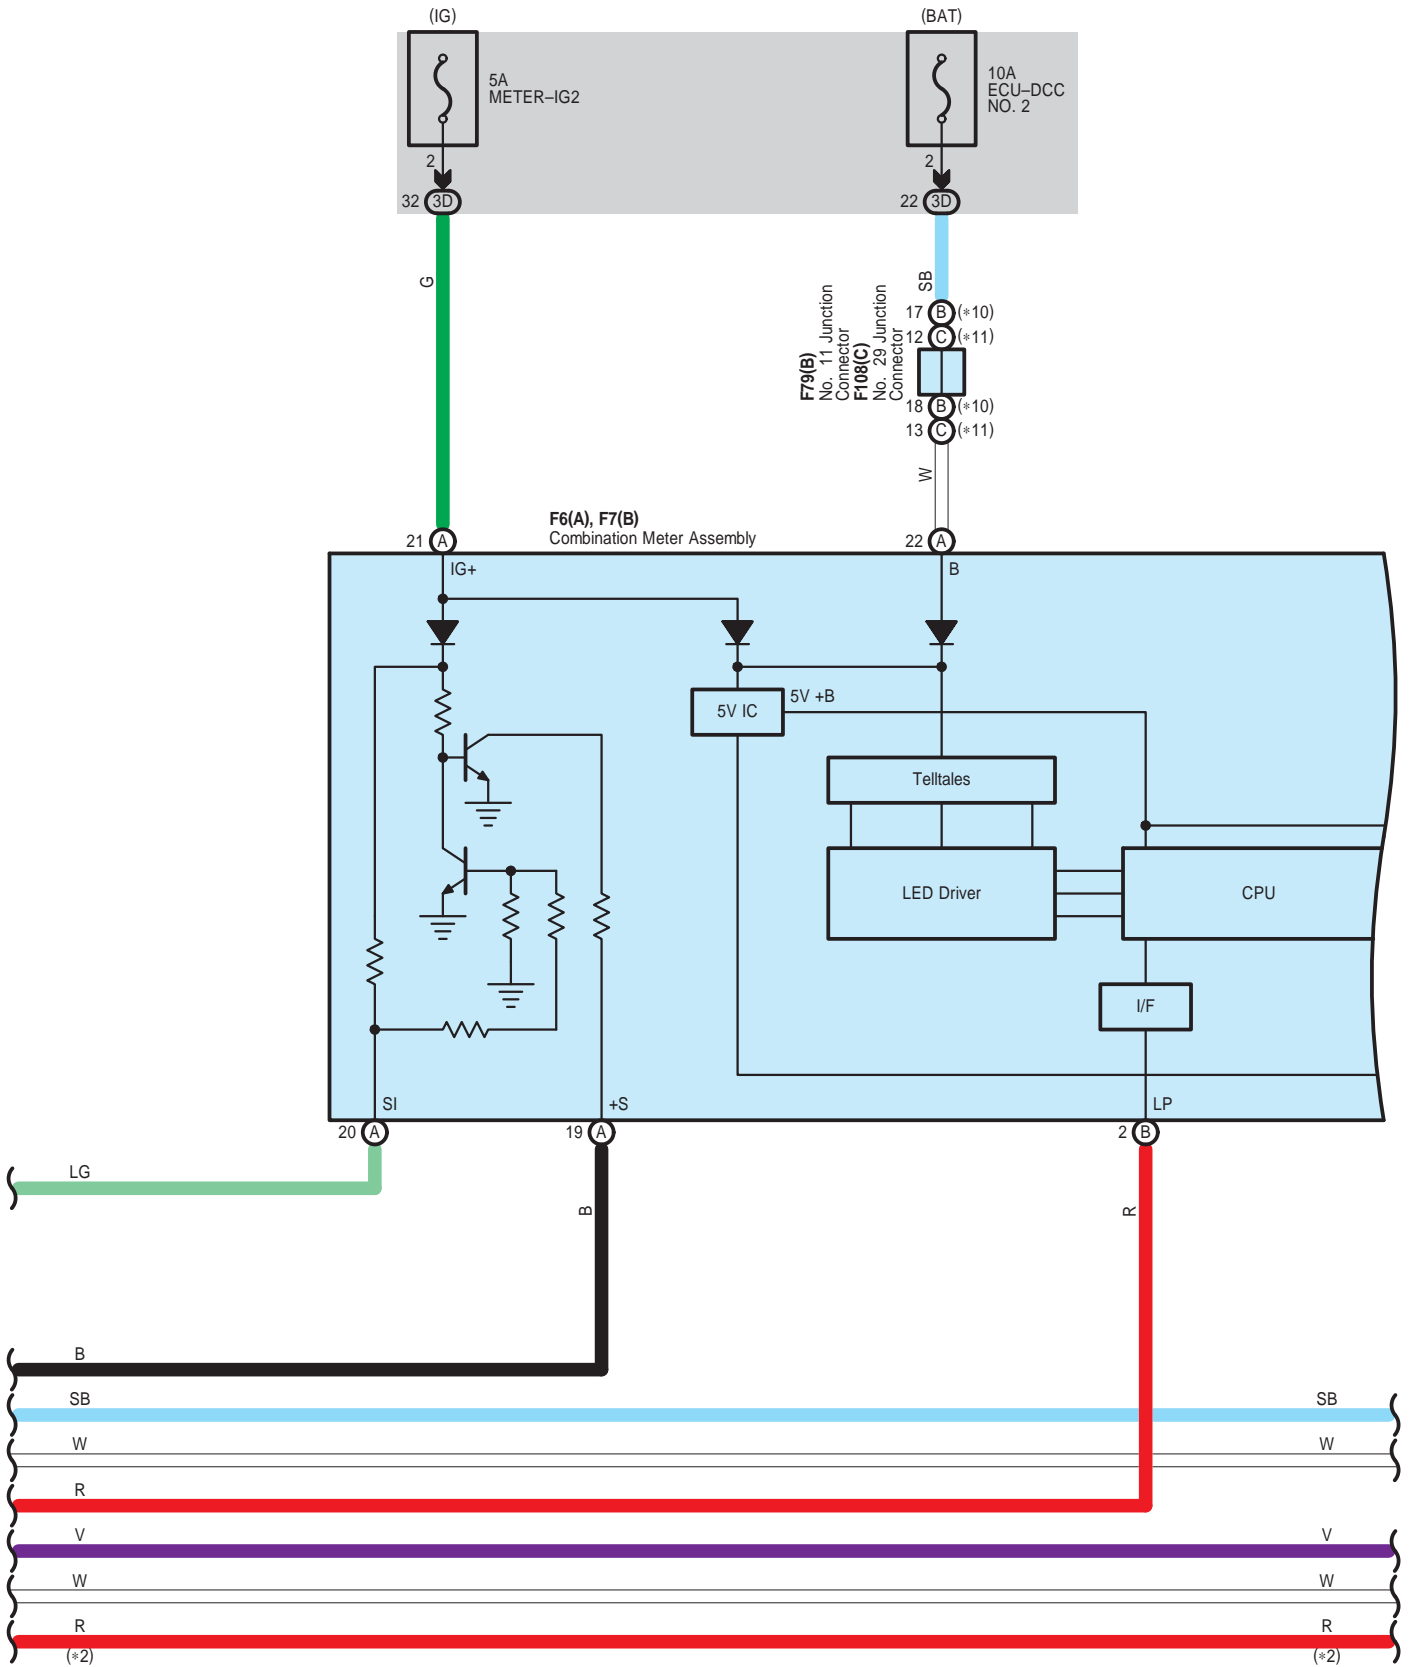 (IG)
(BAT)
5A
METER–IG2
10A
ECU–DCC
NO. 2
2
2
32 3D
22 3D
G
SB
F79(B)
No. 11 Junction
Connector
F108(C)
No. 29 Junction
Connector
17 B (*10)
12 C (*11)
18 B (*10)
13 C (*11)
W
F6(A), F7(B)
Combination Meter Assembly
21 A
22 A
IG+
B
5V IC
5V +B
Telltales
LED Driver
CPU
I/F
SI
+S
LP
20 A
19 A
2 B
LG
B
R
B
SB
SB
W
W
R
V
V
W
W
R
R
(*2)
(*2)